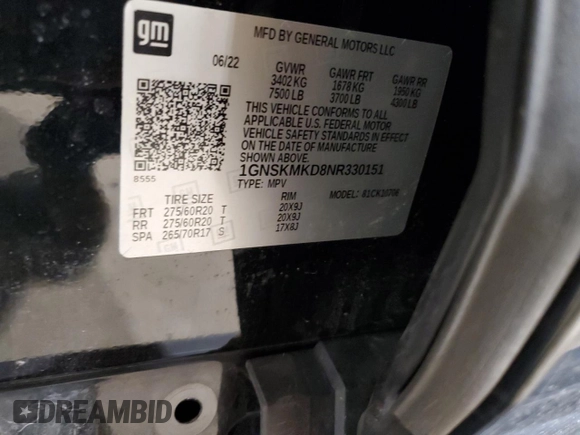 gm
MFD BY GENERAL MOTORS LLC
06/22 GVWR GAWR FRT GAWR RR
3402 KG 1678 KG 1950 KG
7500 LB 3700 LB 4300 LB
THIS VEHICLE CONFORMS TO ALL
APPLICABLE U.S. FEDERAL MOTOR
VEHICLE SAFETY STANDARDS IN EFFECT
ON THE DATE OF MANUFACTURE
SHOWN ABOVE.
1GNSKMKD8NR330151
8555
TYPE: MPV MODEL:
TIRE SIZE RIM
FRT 275/60R20 T 20X9J
RR 275/60R20 T 20X9J
SPA 265/70R17 S 17X8J
DREAMBID